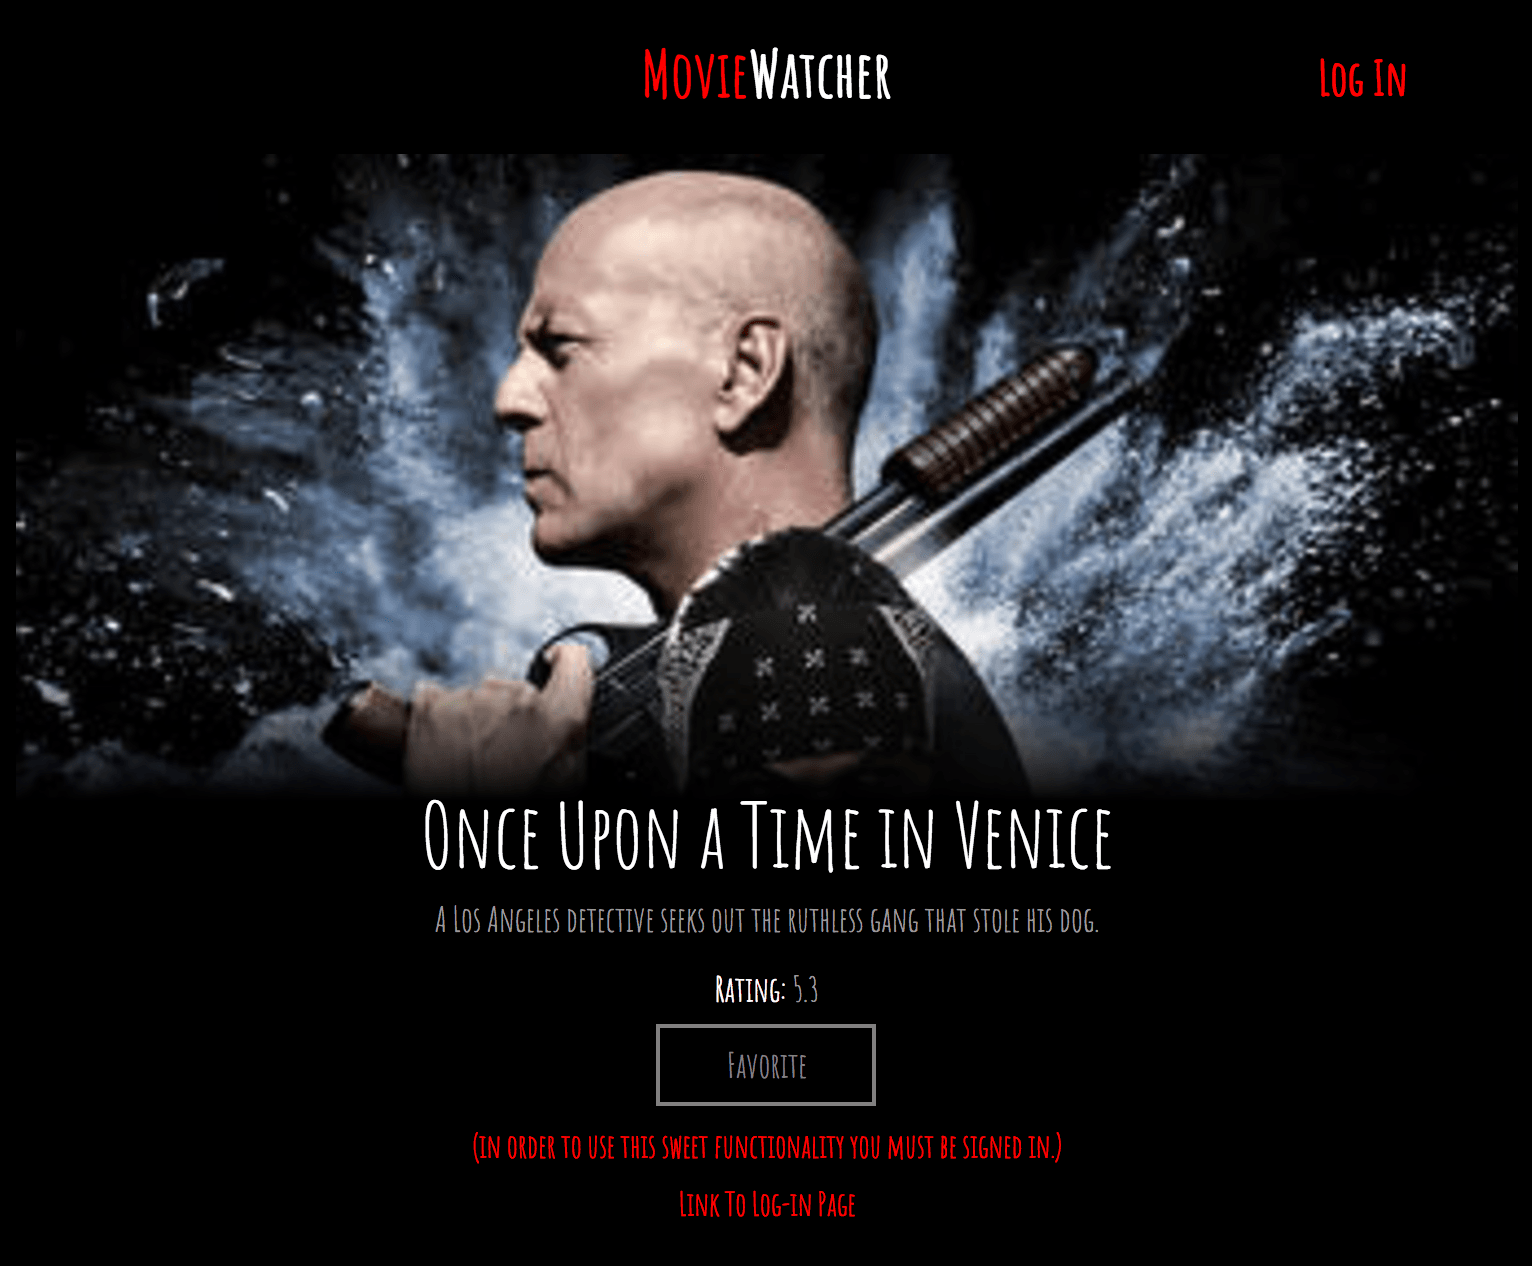 MovieWatcher
Log In
Once Upon a Time in Venice
A Los Angeles detective seeks out the ruthless gang that stole his dog.
Rating: 5.3
Favorite
(in order to use this sweet functionality you must be signed in.)
Link To Log-in Page